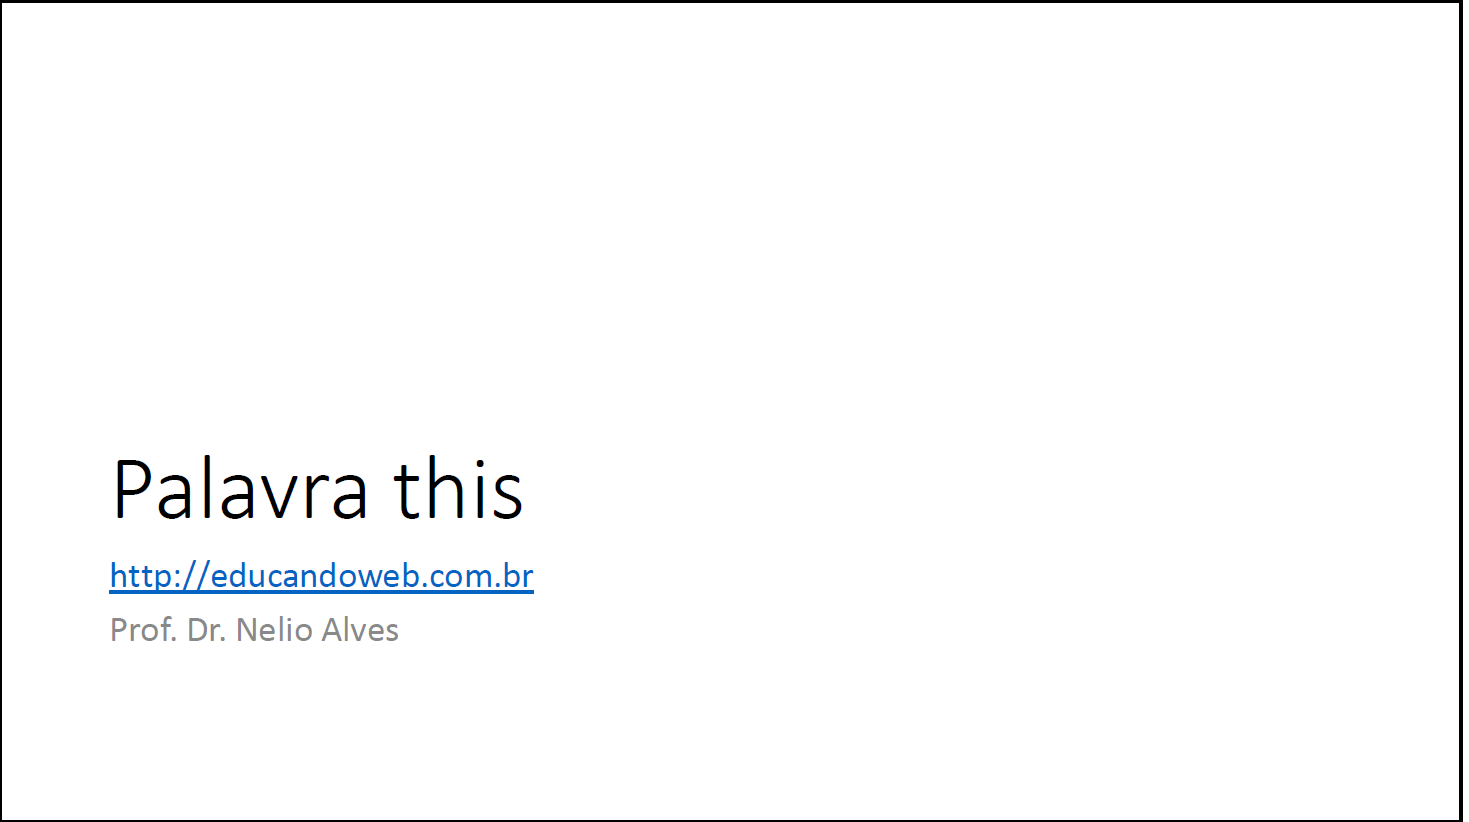 Palavra this
http://educandoweb.com.br
Prof. Dr. Nelio Alves